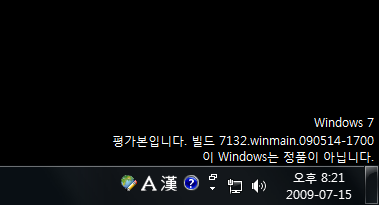 Windows 7
평가본입니다. 빌드 7132.winmain.090514-1700
이 Windows는 정품이 아닙니다.
A 漢 ?
오후 8:21
2009-07-15